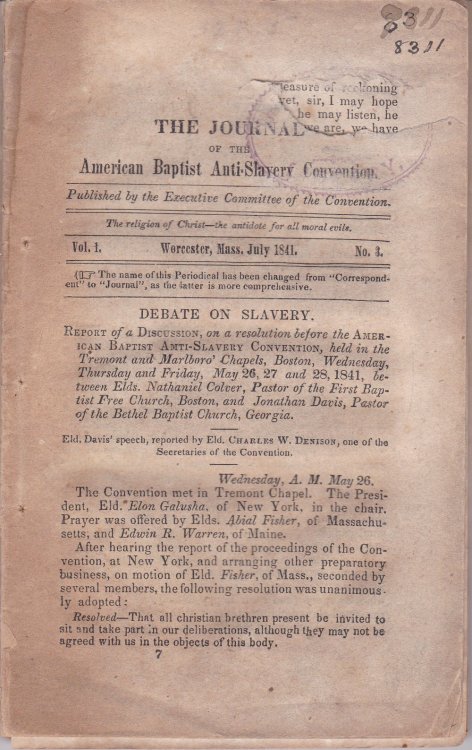 8311
8311
easure of reckoning
yet, sir, I may hope
he may listen, he
we are, we have
THE JOURNAL
OF THE
American Baptist Anti-Slavery Convention.
Published by the Executive Committee of the Convention.
The religion of Christ—the antidote for all moral evils.
Vol. 1. Worcester, Mass. July 1841. No. 3.
☞ The name of this Periodical has been changed from "Correspond-
ent" to "Journal", as the latter is more comprehensive.
DEBATE ON SLAVERY.
REPORT of a DISCUSSION, on a resolution before the AMER-
ICAN BAPTIST AMTI-SLAVERY CONVENTION, held in the
Tremont and Marlboro' Chapels, Boston, Wednesday,
Thursday and Friday, May 26, 27 and 28, 1841, be-
tween Elds. Nathaniel Colver, Pastor of the First Bap-
tist Free Church, Boston, and Jonathan Davis, Pastor
of the Bethel Baptist Church, Georgia.
Eld. Davis' speech, reported by Eld. CHARLES W. DENISON, one of the
Secretaries of the Convention.
Wednesday, A. M. May 26.
The Convention met in Tremont Chapel. The Presi-
dent, Eld. Elon Galusha, of New York, in the chair.
Prayer was offered by Elds. Abial Fisher, of Massachu-
setts, and Edwin R. Warren, of Maine.
After hearing the report of the proceedings of the Con-
vention, at New York, and arranging other preparatory
business, on motion of Eld. Fisher, of Mass., seconded by
several members, the following resolution was unanimous-
ly adopted:
Resolved—That all christian brethren present be invited to
sit and take part in our deliberations, although they may not be
agreed with us in the objects of this body.
7